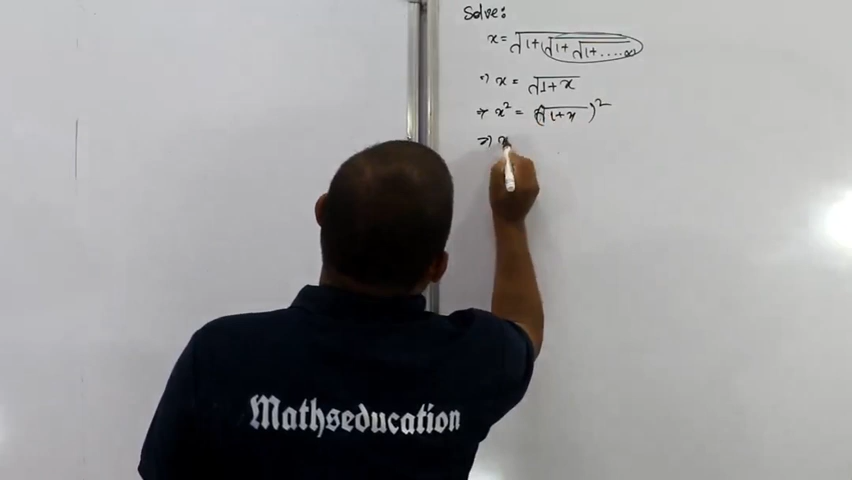 Solve:
x = √1+√1+√1+....∞
⇒ x = √1+x
⇒ x² = (√1+x)²
⇒ x
Mathseducation